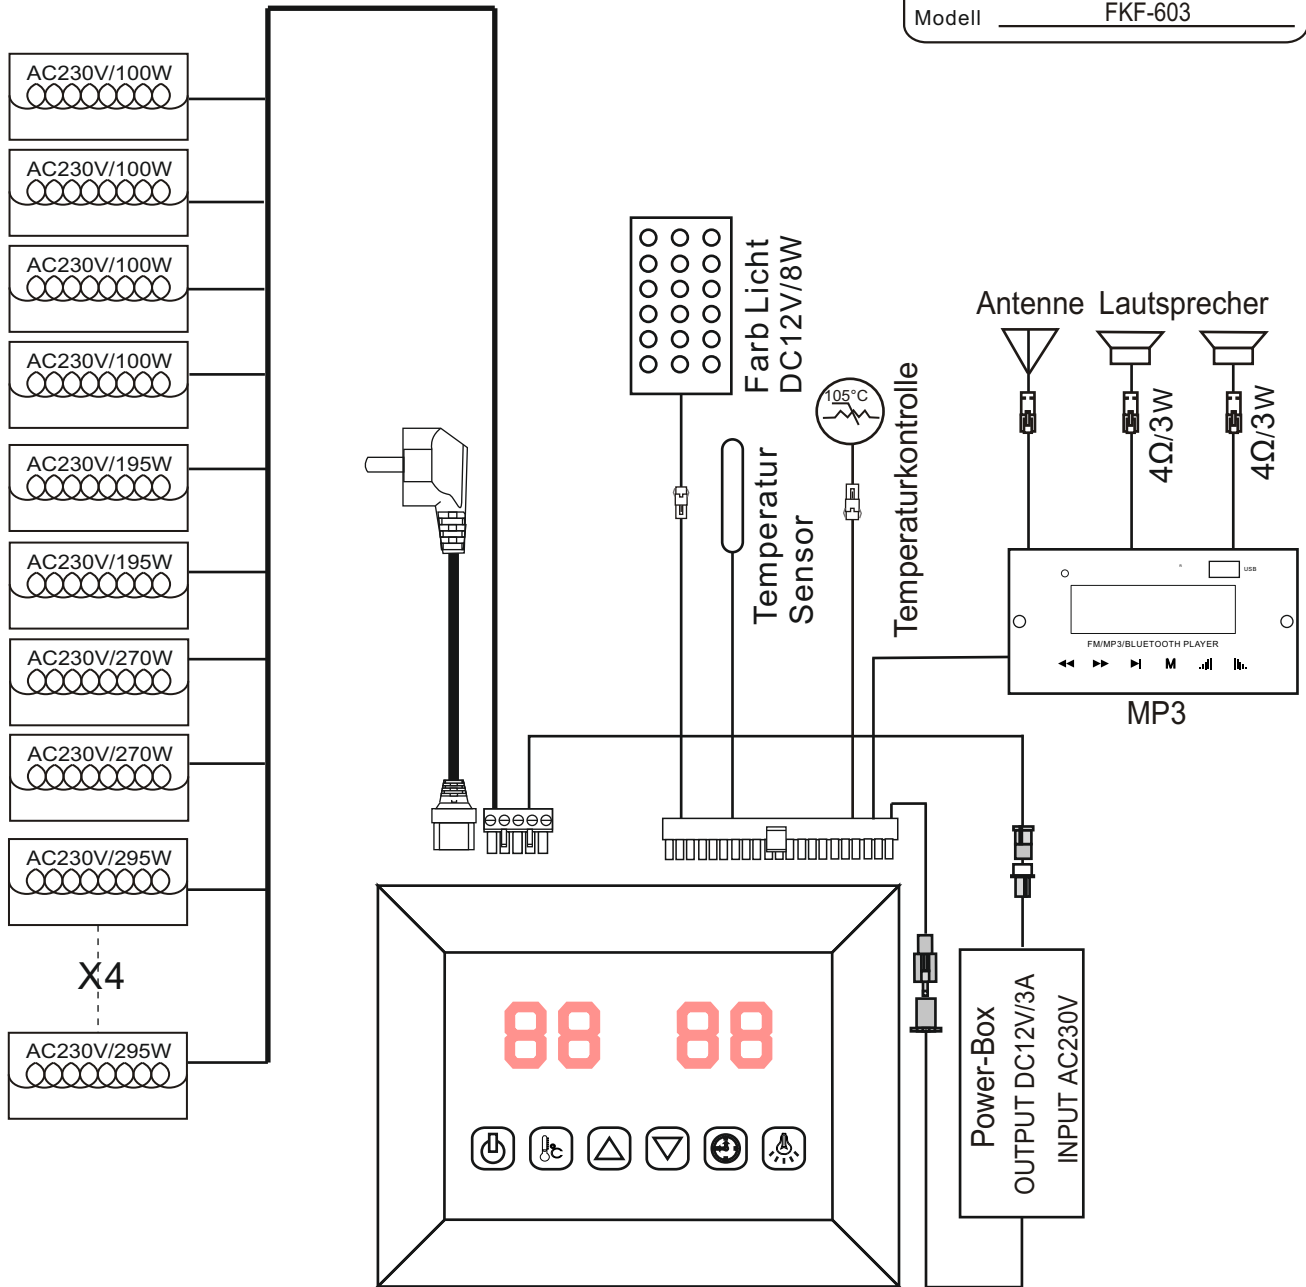 Modell FKF-603
AC230V/100W
AC230V/100W
AC230V/100W
AC230V/100W
AC230V/195W
AC230V/195W
AC230V/270W
AC230V/270W
AC230V/295W
X4
AC230V/295W
Farb Licht
DC12V/8W
Temperatur
Sensor
105°C
Temperaturkontrolle
Antenne Lautsprecher
4Ω/3W
4Ω/3W
USB
FM/MP3/BLUETOOTH PLAYER
M
MP3
88 88
°C
Power-Box
OUTPUT DC12V/3A
INPUT AC230V